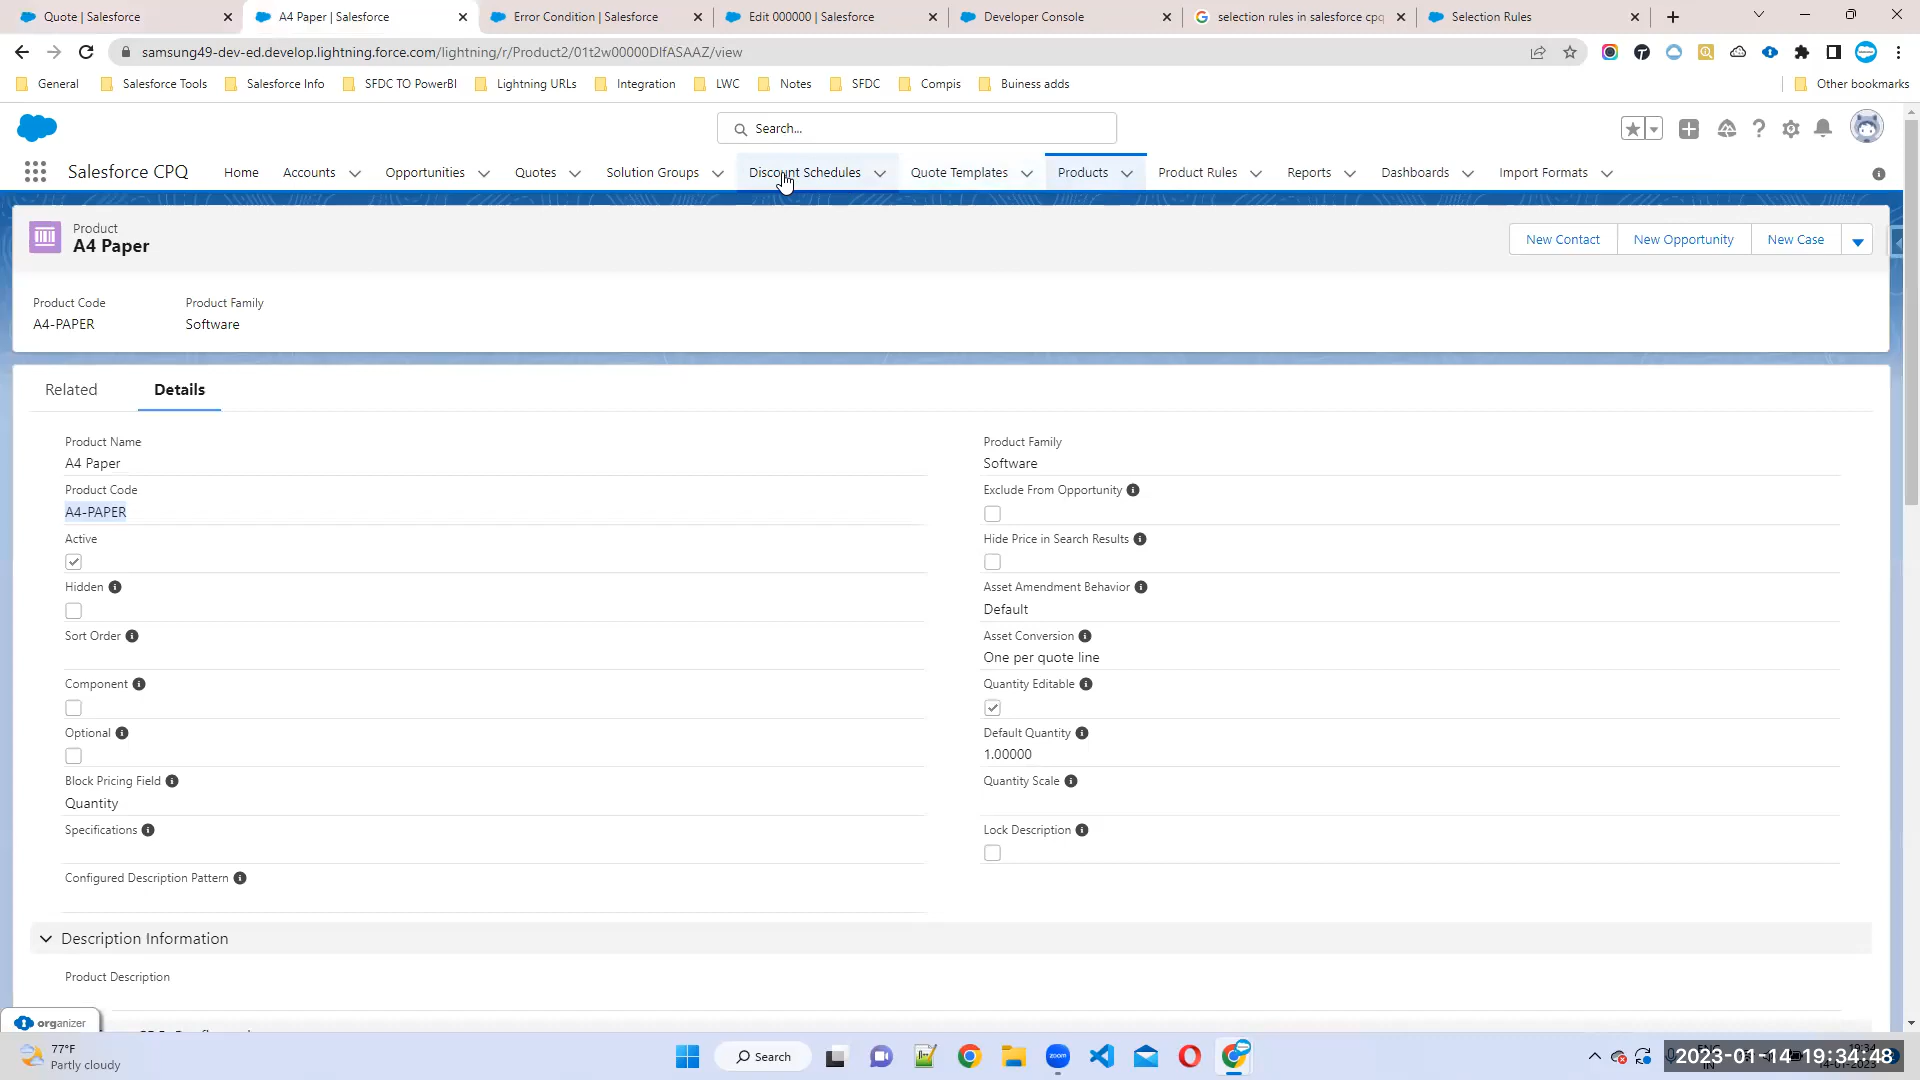 Quote | Salesforce
A4 Paper | Salesforce
Error Condition | Salesforce
Edit 000000 | Salesforce
Developer Console
selection rules in salesforce cpq
Selection Rules
samsung49-dev-ed.develop.lightning.force.com/lightning/r/Product2/01t2w00000DIfASAAZ/view
General
Salesforce Tools
Salesforce Info
SFDC TO PowerBI
Lightning URLs
Integration
LWC
Notes
SFDC
Compis
Buiness adds
Other bookmarks
Search...
Salesforce CPQ
Home
Accounts
Opportunities
Quotes
Solution Groups
Discount Schedules
Quote Templates
Products
Product Rules
Reports
Dashboards
Import Formats
Product
A4 Paper
New Contact
New Opportunity
New Case
Product Code
Product Family
A4-PAPER
Software
Related
Details
Product Name
Product Family
A4 Paper
Software
Product Code
Exclude From Opportunity
A4-PAPER
Active
Hide Price in Search Results
Hidden
Asset Amendment Behavior
Default
Sort Order
Asset Conversion
One per quote line
Component
Quantity Editable
Optional
Default Quantity
1.00000
Block Pricing Field
Quantity Scale
Quantity
Specifications
Lock Description
Configured Description Pattern
Description Information
Product Description
organizer
77°F
Partly cloudy
Search
zoom
2023-01-14-19:34:48